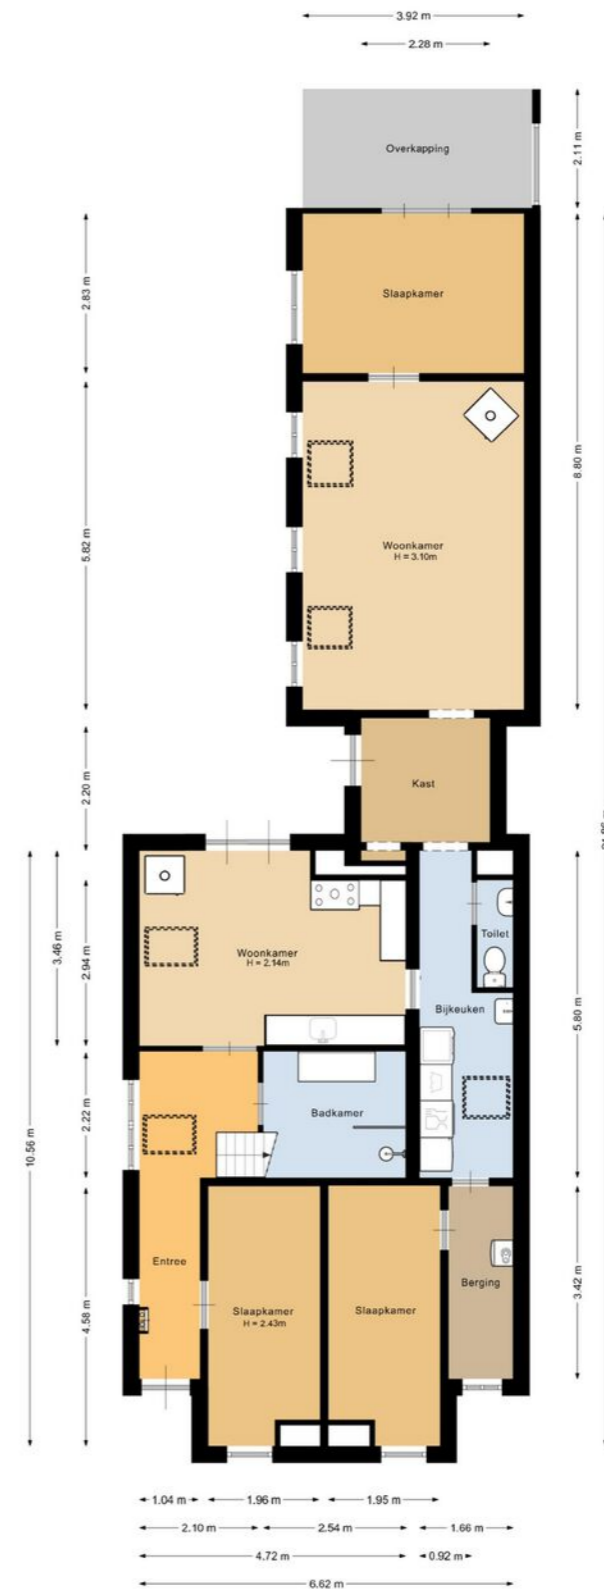 3.92 m
2.28 m
Overkapping
2.11 m
Slaapkamer
2.83 m
8.80 m
Woonkamer
H = 3.10m
5.82 m
Kast
2.20 m
Woonkamer
H = 2.14m
3.46 m
2.94 m
Toilet
Bijkeuken
5.80 m
Badkamer
2.22 m
10.56 m
Entree
Slaapkamer
H = 2.43m
Slaapkamer
Berging
3.42 m
4.58 m
1.04 m
1.96 m
1.95 m
2.10 m
2.54 m
1.66 m
4.72 m
0.92 m
6.62 m